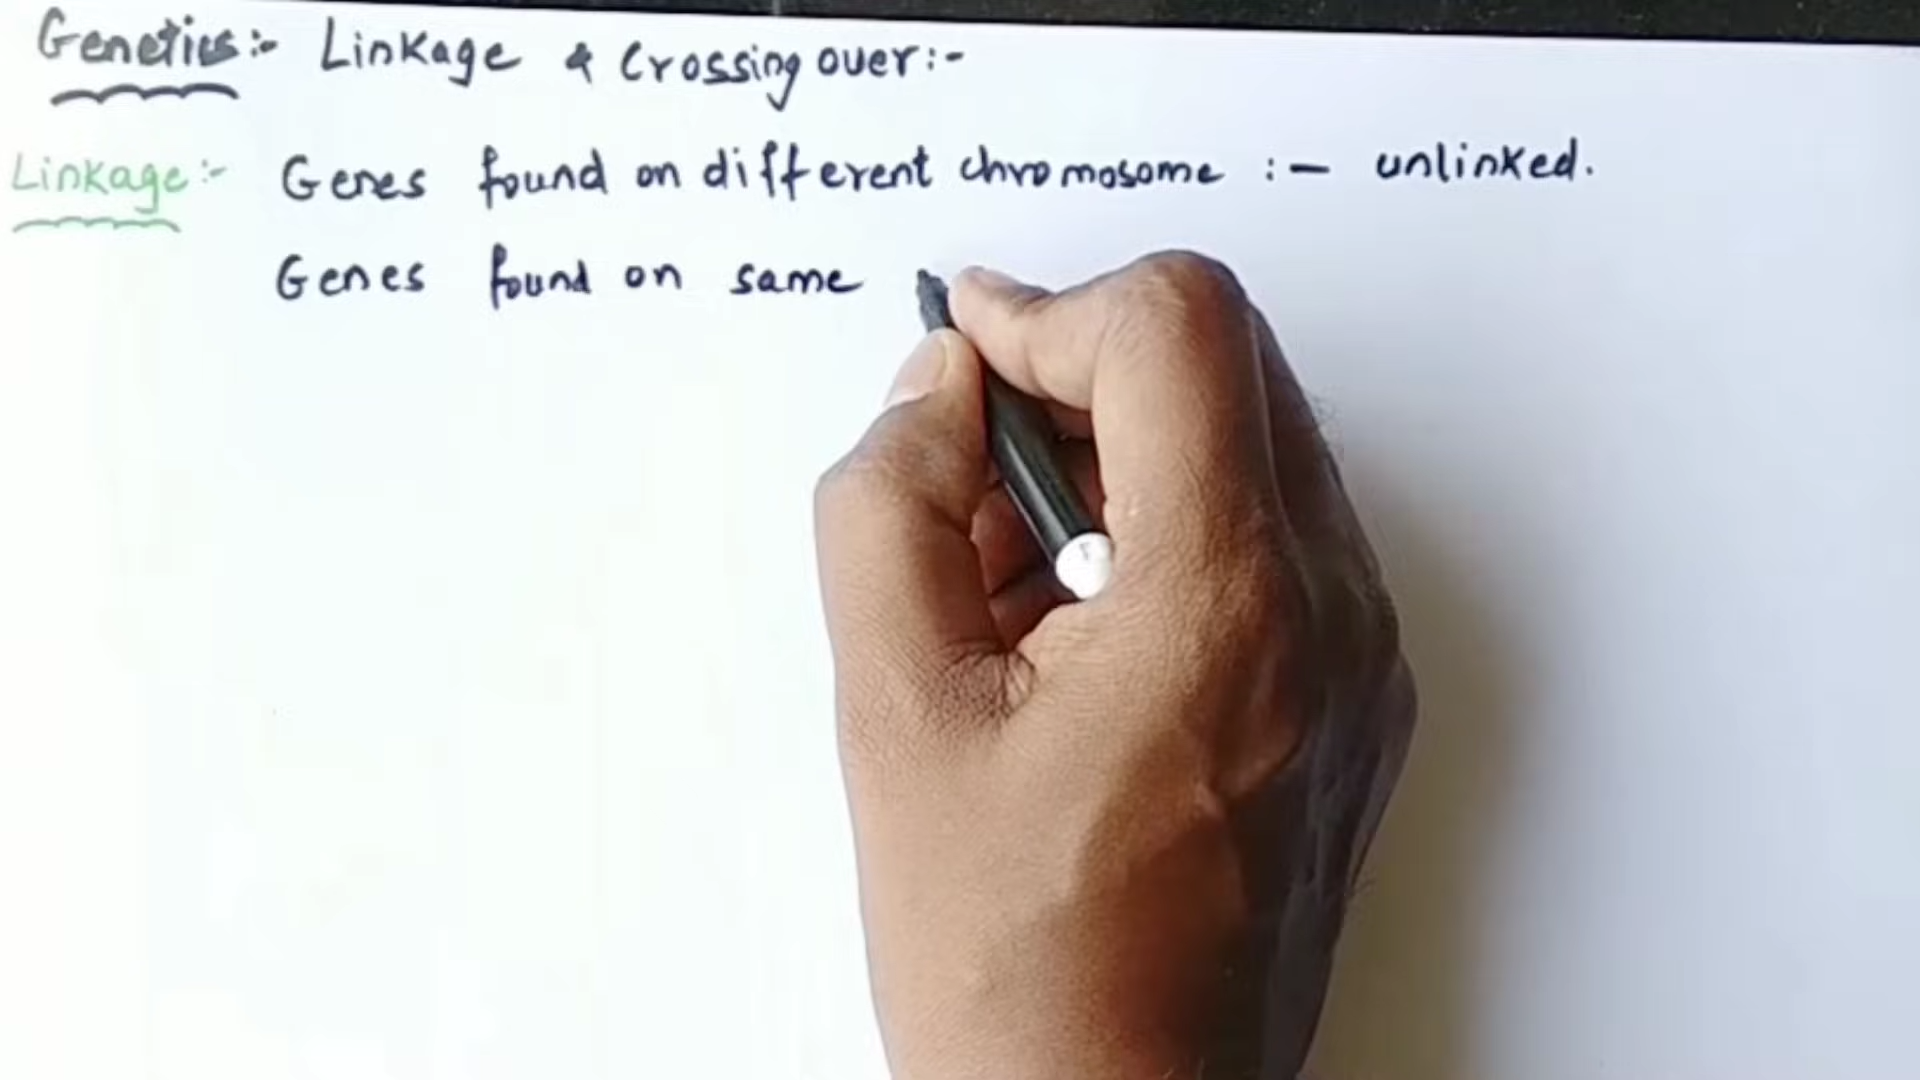 Genetics:- Linkage & Crossing over:-
Linkage:- Genes found on different chromosome :- unlinked.
Genes found on same